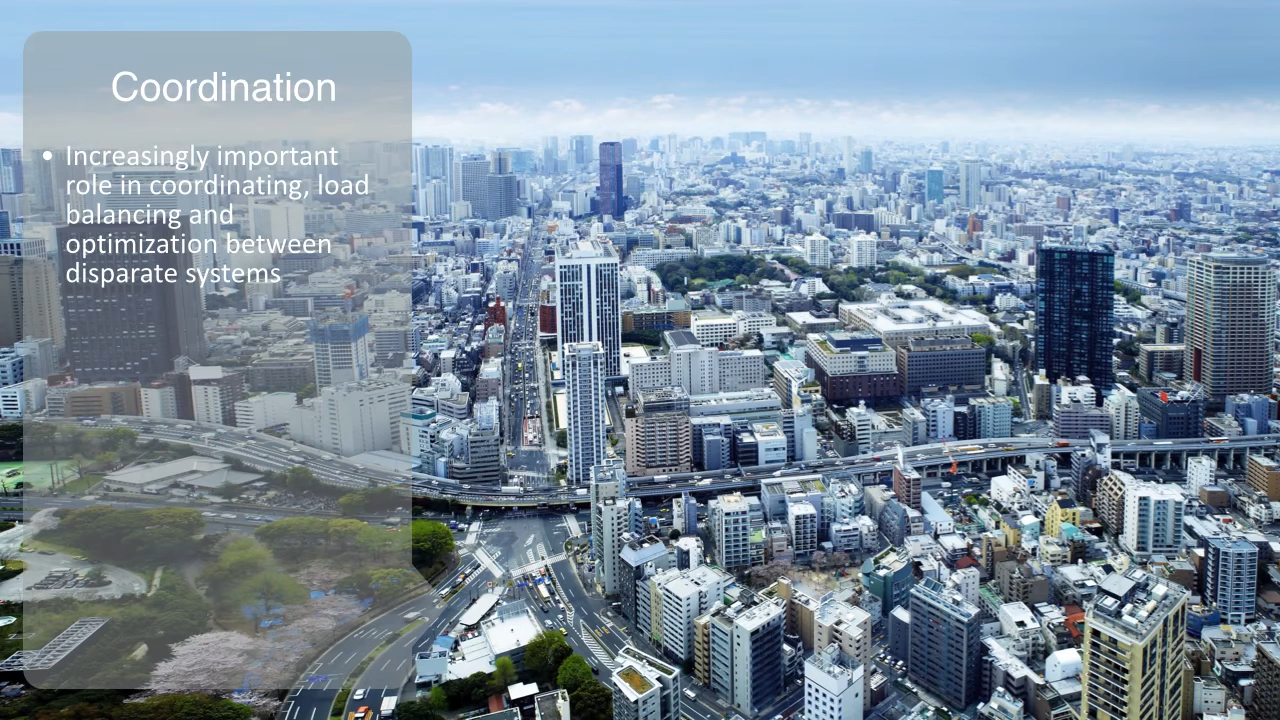 Coordination
• Increasingly important
role in coordinating, load
balancing and
optimization between
disparate systems